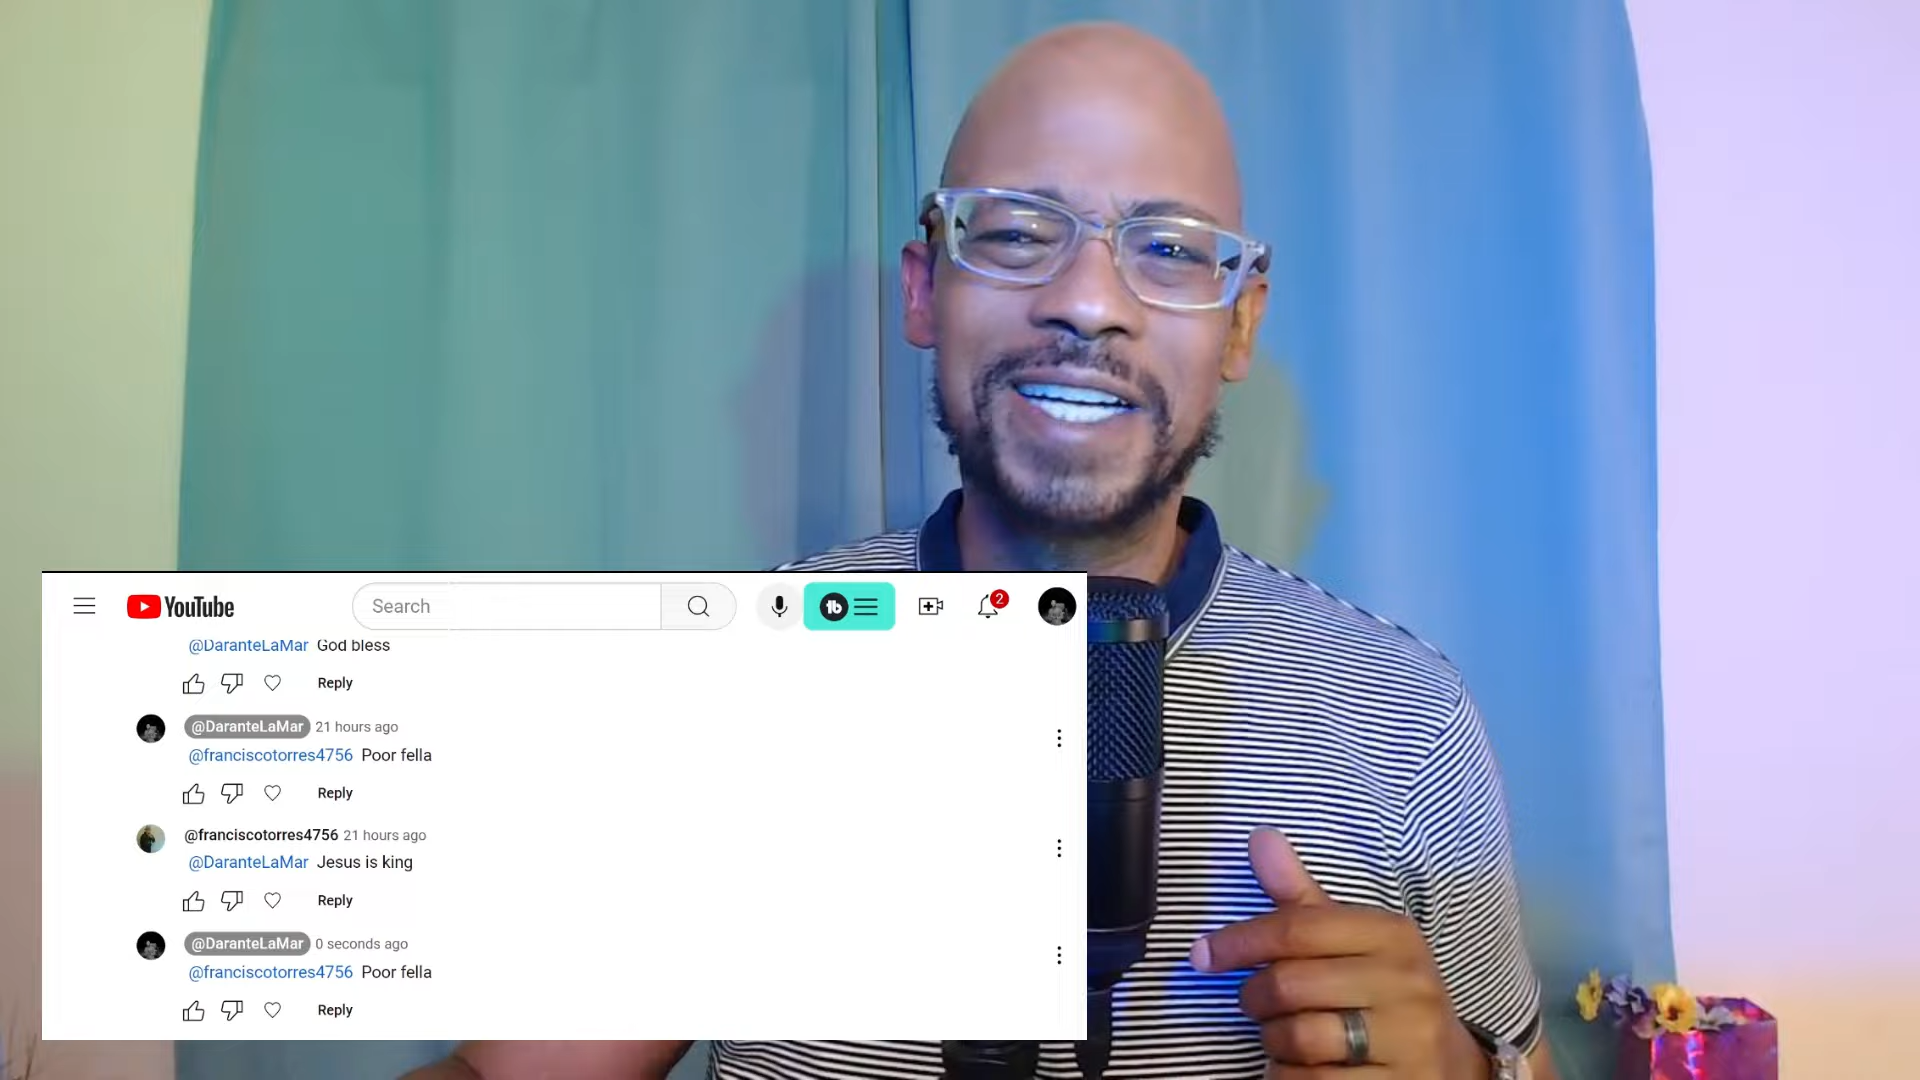 YouTube
Search
2
@DaranteLaMar God bless
Reply
@DaranteLaMar 21 hours ago
@franciscotorres4756 Poor fella
Reply
@franciscotorres4756 21 hours ago
@DaranteLaMar Jesus is king
Reply
@DaranteLaMar 0 seconds ago
@franciscotorres4756 Poor fella
Reply